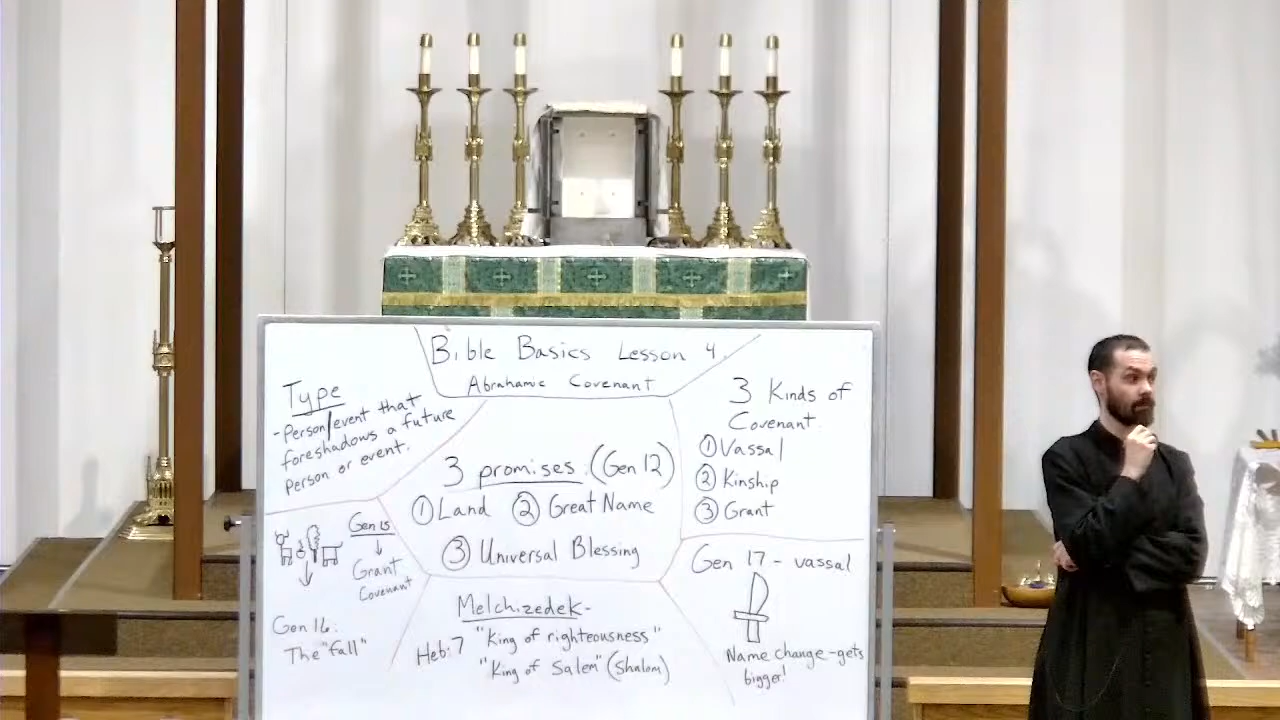 Bible Basics Lesson 4
Abrahamic Covenant
Type
- Person/event that
foreshadows a future
person or event.
3 promises: (Gen 12)
① Land ② Great Name
③ Universal Blessing
3 Kinds of
Covenant
① Vassal
② Kinship
③ Grant
Gen 15
Grant
Covenant
Gen 16:
The "fall"
Melchizedek-
Heb: 7 "King of righteousness"
"King of Salem" (Shalom)
Gen 17 - vassal
Name change - gets
bigger!